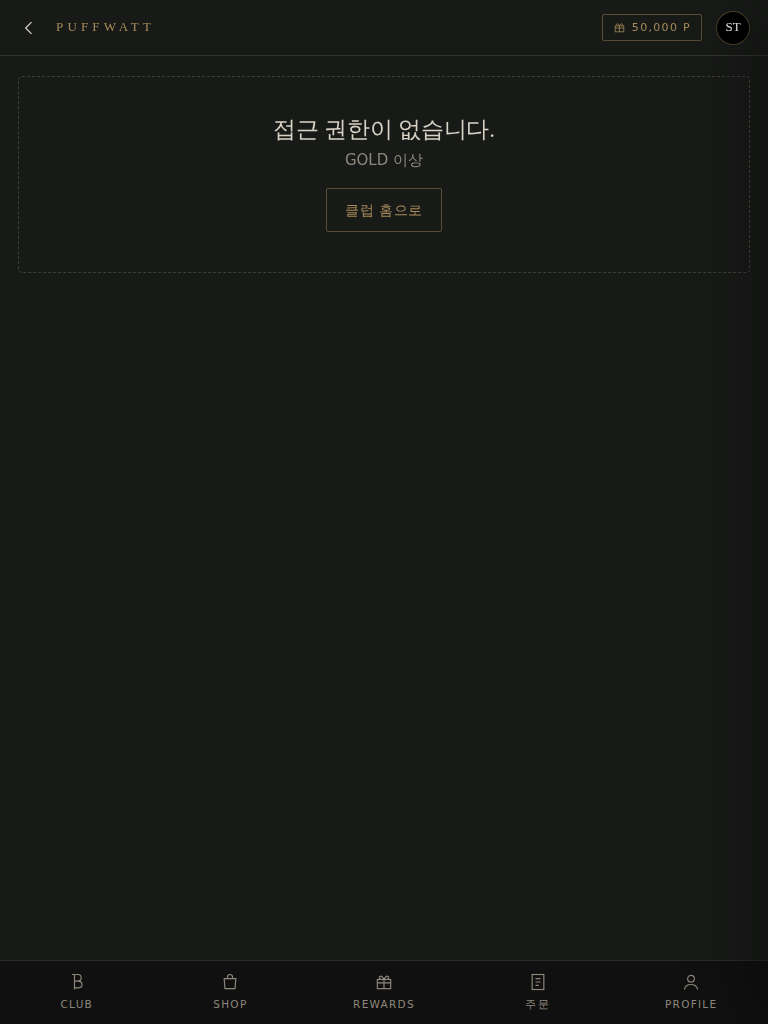 PUFFWATT
50,000 P
ST
접근 권한이 없습니다.
GOLD 이상
클럽 홈으로
CLUB
SHOP
REWARDS
주문
PROFILE